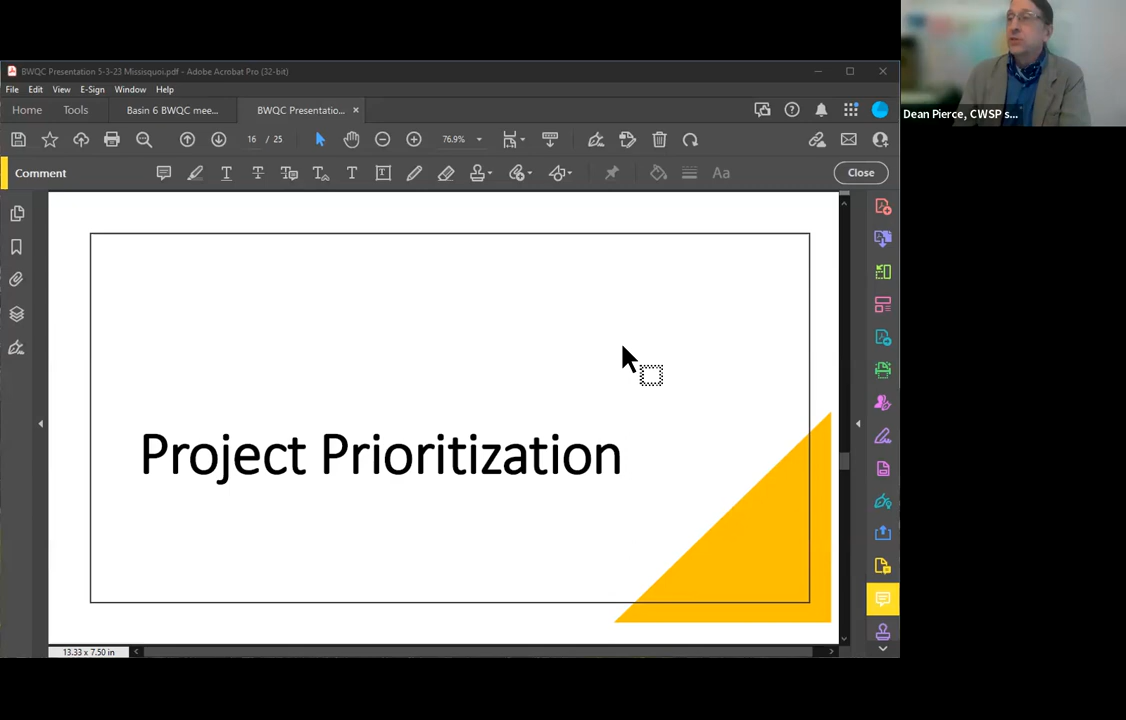 BWQC Presentation 5-3-23 Missisquoi.pdf - Adobe Acrobat Pro (32-bit)
File Edit View E-Sign Window Help
Home Tools Basin 6 BWQC mee... BWQC Presentatio... ×
16 / 25 76.9%
Comment Close
Aa
Project Prioritization
13.33 x 7.50 in
Dean Pierce, CWSP s...